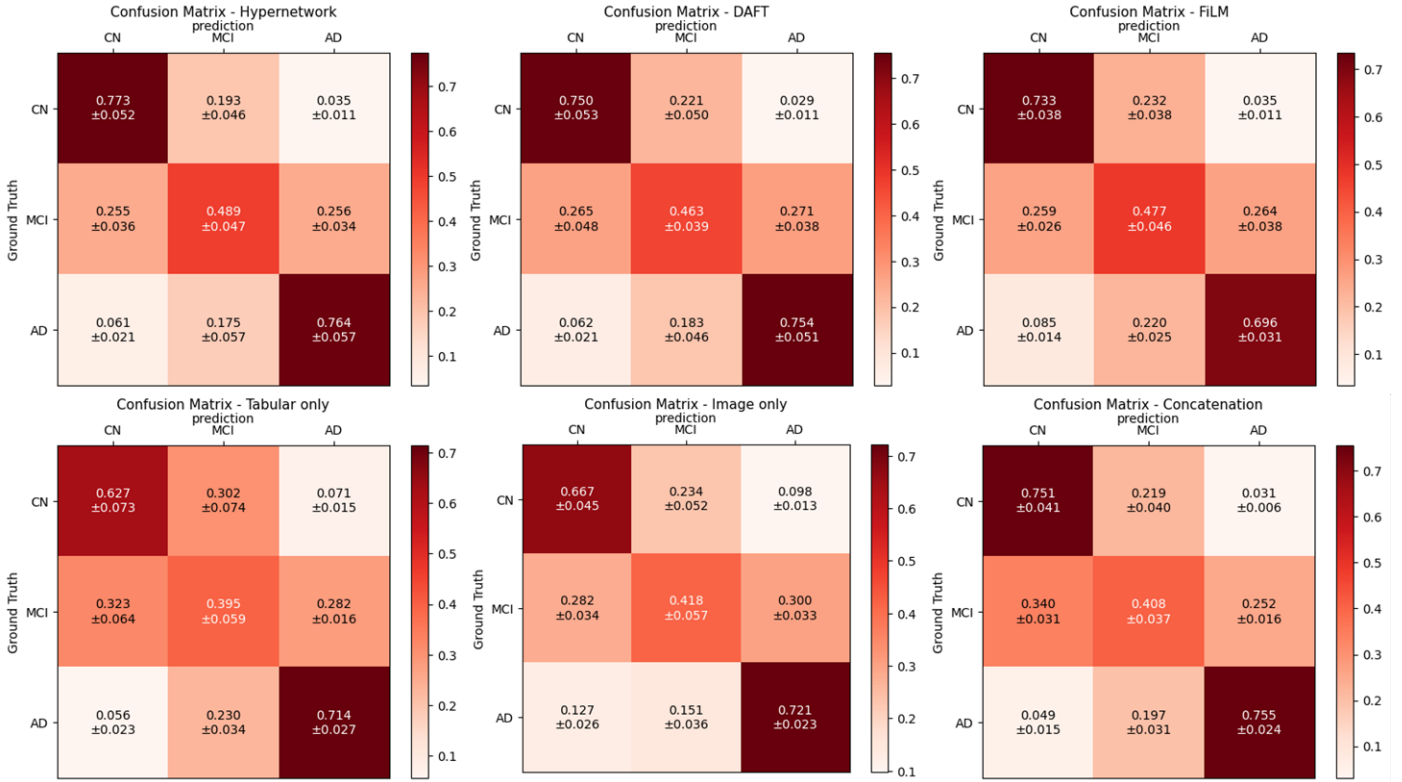 Confusion Matrix - Hypernetwork
prediction
CN MCI AD
Ground Truth
CN
0.773 0.193 0.035
±0.052 ±0.046 ±0.011
MCI
0.255 0.489 0.256
±0.036 ±0.047 ±0.034
AD
0.061 0.175 0.764
±0.021 ±0.057 ±0.057
0.7
0.6
0.5
0.4
0.3
0.2
0.1
Confusion Matrix - DAFT
prediction
CN MCI AD
Ground Truth
CN
0.750 0.221 0.029
±0.053 ±0.050 ±0.011
MCI
0.265 0.463 0.271
±0.048 ±0.039 ±0.038
AD
0.062 0.183 0.754
±0.021 ±0.046 ±0.051
0.7
0.6
0.5
0.4
0.3
0.2
0.1
Confusion Matrix - FiLM
prediction
CN MCI AD
Ground Truth
CN
0.733 0.232 0.035
±0.038 ±0.038 ±0.011
MCI
0.259 0.477 0.264
±0.026 ±0.046 ±0.038
AD
0.085 0.220 0.696
±0.014 ±0.025 ±0.031
0.7
0.6
0.5
0.4
0.3
0.2
0.1
Confusion Matrix - Tabular only
prediction
CN MCI AD
Ground Truth
CN
0.627 0.302 0.071
±0.073 ±0.074 ±0.015
MCI
0.323 0.395 0.282
±0.064 ±0.059 ±0.016
AD
0.056 0.230 0.714
±0.023 ±0.034 ±0.027
0.7
0.6
0.5
0.4
0.3
0.2
0.1
Confusion Matrix - Image only
prediction
CN MCI AD
Ground Truth
CN
0.667 0.234 0.098
±0.045 ±0.052 ±0.013
MCI
0.282 0.418 0.300
±0.034 ±0.057 ±0.033
AD
0.127 0.151 0.721
±0.026 ±0.036 ±0.023
0.7
0.6
0.5
0.4
0.3
0.2
0.1
Confusion Matrix - Concatenation
prediction
CN MCI AD
Ground Truth
CN
0.751 0.219 0.031
±0.041 ±0.040 ±0.006
MCI
0.340 0.408 0.252
±0.031 ±0.037 ±0.016
AD
0.049 0.197 0.755
±0.015 ±0.031 ±0.024
0.7
0.6
0.5
0.4
0.3
0.2
0.1